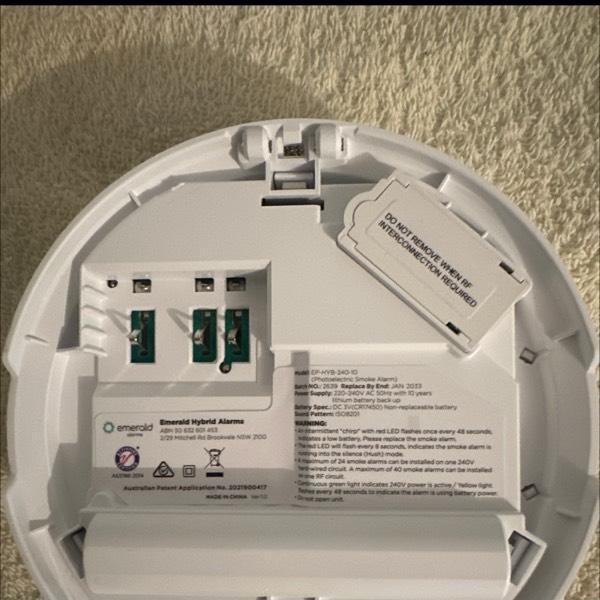 DO NOT REMOVE WHEN RF
INTERCONNECTION REQUIRED
Model: EP-HYB-240-10
(Photoelectric Smoke Alarm)
Batch NO.: 2639 Replace By End: JAN 2033
Power Supply: 220-240V AC 50Hz with 10 years
lithium battery back up
Battery Spec.: DC 3V(CR17450) Non-replaceable battery
Sound Pattern: ISO8201
WARNING:
• An intermittent "chirp" with red LED flashes once every 48 seconds,
indicates a low battery, Please replace the smoke alarm.
• The red LED will flash every 8 seconds, indicates the smoke alarm is
running into the silence (Hush) mode.
• A maximum of 24 smoke alarms can be installed on one 240V
hard-wired circuit. A maximum of 40 smoke alarms can be installed
on one RF circuit.
• Continuous green light indicates 240V power is active / Yellow light
flashes every 48 seconds to indicate the alarm is using battery power.
• Do not open unit.
emerald
alarms
Emerald Hybrid Alarms
ABN 50 632 601 453
2/29 Mitchell Rd Brookvale NSW 2100
AS3786:2014
Australian Patent Application No. 2021900417
MADE IN CHINA Ver 1.0